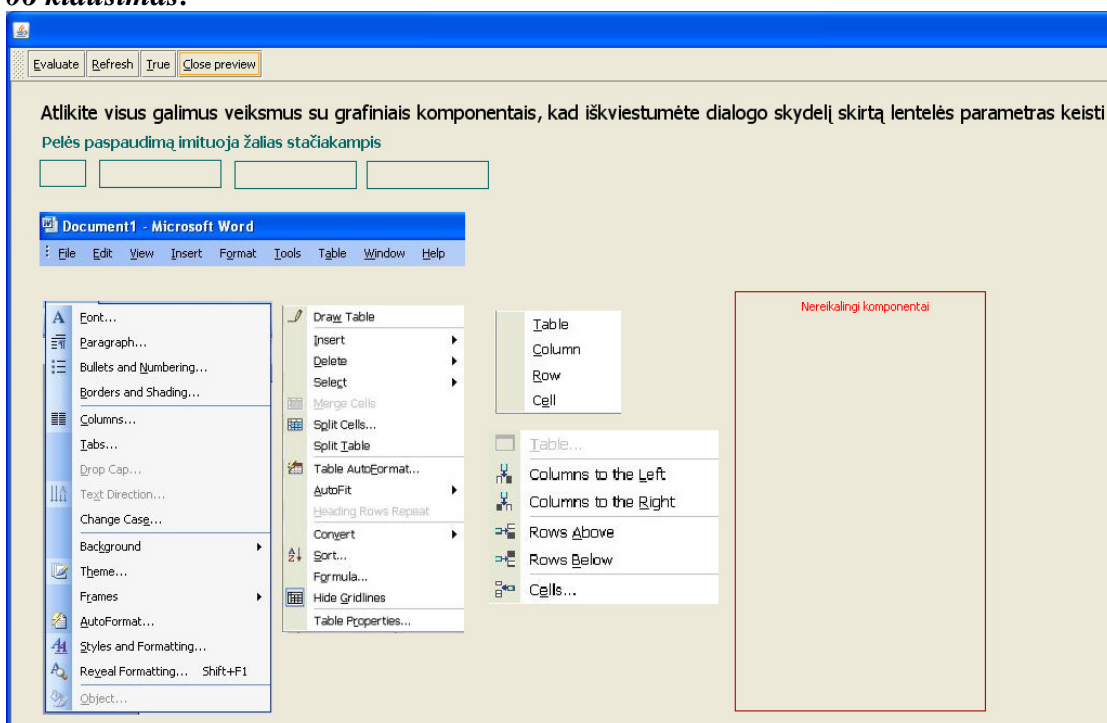 klausimas:
Evaluate Refresh True Close preview
Atlikite visus galimus veiksmus su grafiniais komponentais, kad iškviestumėte dialogo skydelį skirtą lentelės parametras keisti
Pelės paspaudimą imituoja žalias stačiakampis
Document1 - Microsoft Word
File Edit View Insert Format Tools Table Window Help
Font...
Paragraph...
Bullets and Numbering...
Borders and Shading...
Columns...
Tabs...
Drop Cap...
Text Direction...
Change Case...
Background
Theme...
Frames
AutoFormat...
Styles and Formatting...
Reveal Formatting... Shift+F1
Object...
Draw Table
Insert
Delete
Select
Merge Cells
Split Cells...
Split Table
Table AutoFormat...
AutoFit
Heading Rows Repeat
Convert
Sort...
Formula...
Hide Gridlines
Table Properties...
Table
Column
Row
Cell
Table...
Columns to the Left
Columns to the Right
Rows Above
Rows Below
Cells...
Nereikalingi komponentai